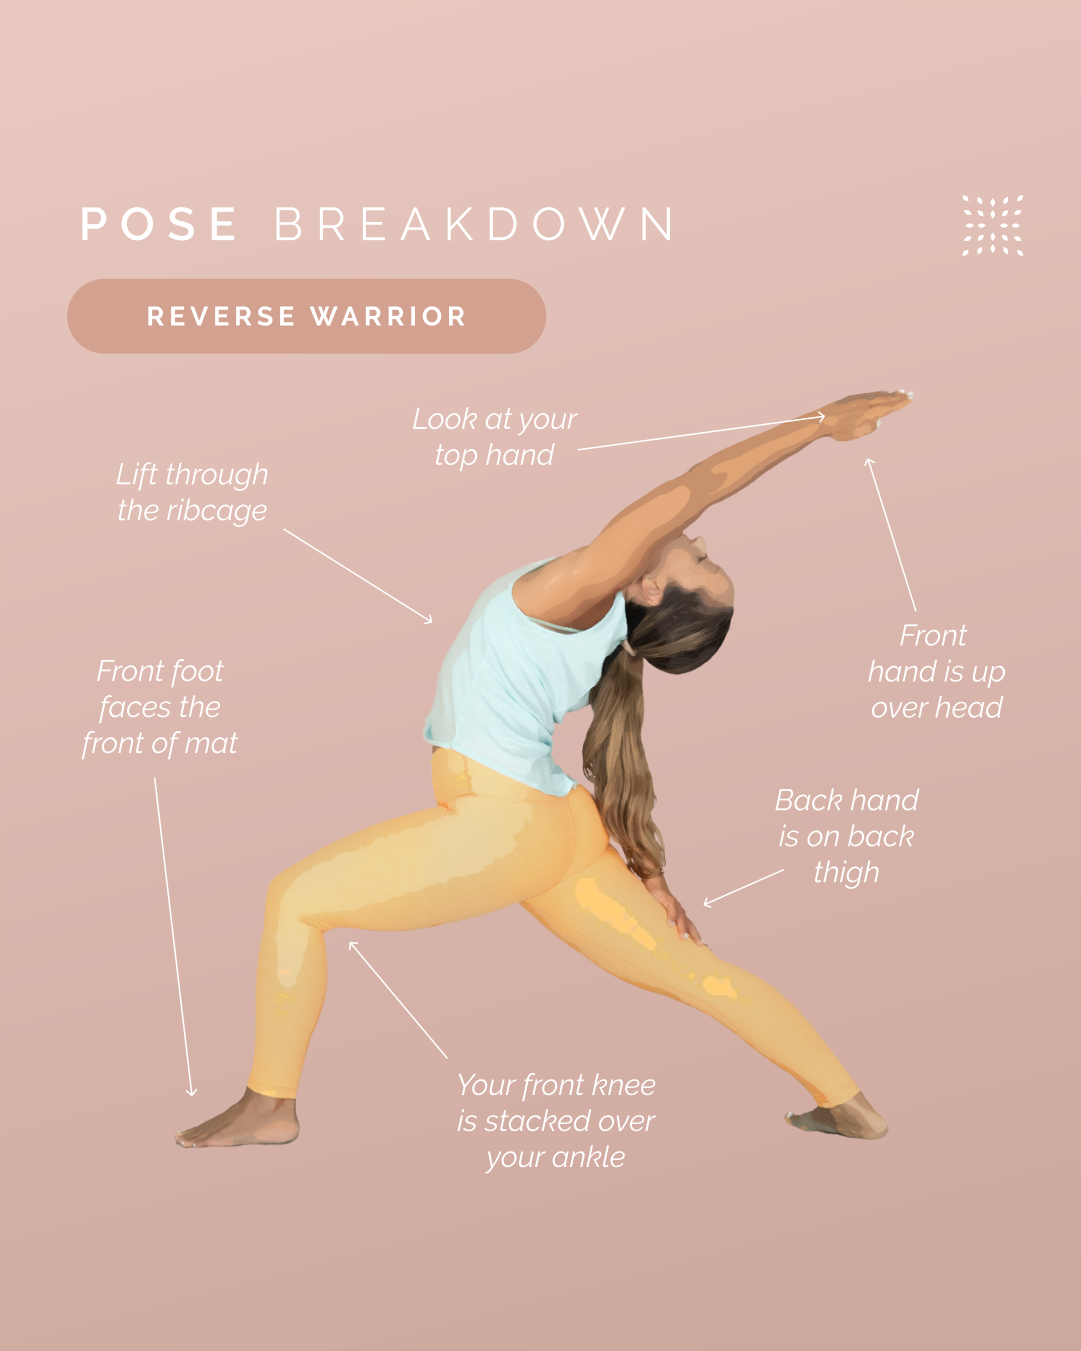 POSE BREAKDOWN
REVERSE WARRIOR
Look at your
top hand
Lift through
the ribcage
Front
hand is up
over head
Front foot
faces the
front of mat
Back hand
is on back
thigh
Your front knee
is stacked over
your ankle